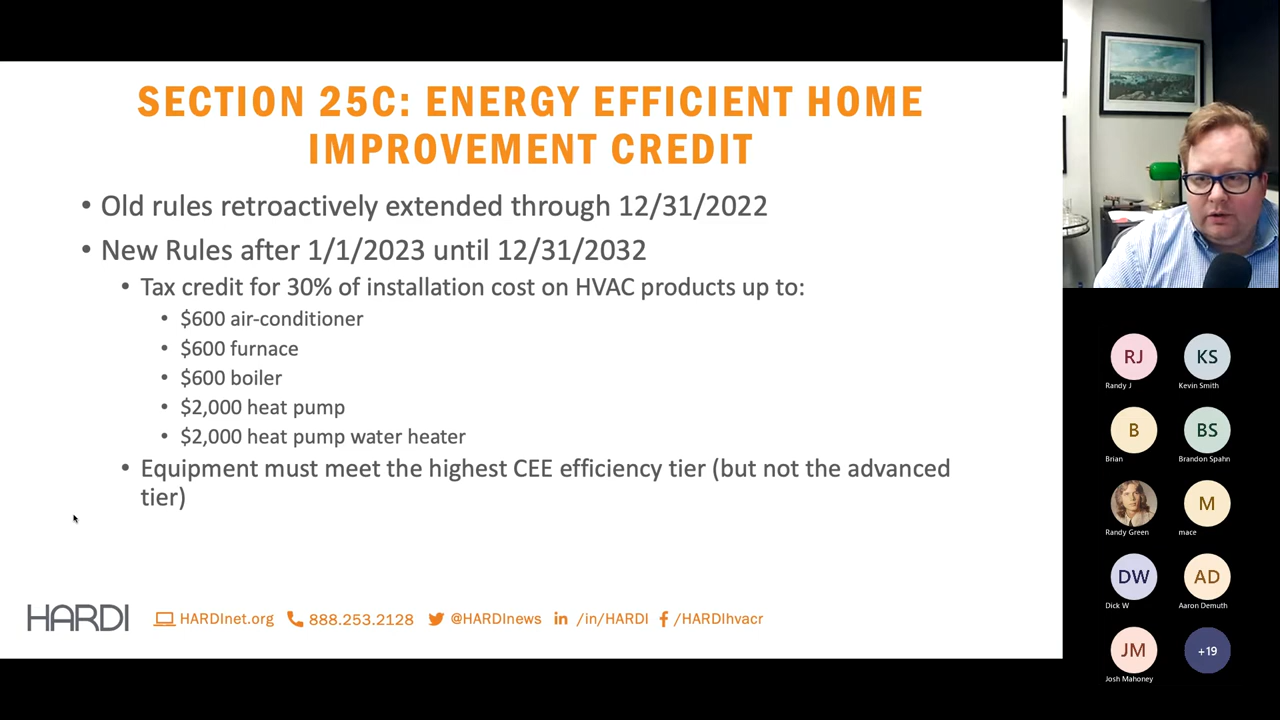 SECTION 25C: ENERGY EFFICIENT HOME
IMPROVEMENT CREDIT
• Old rules retroactively extended through 12/31/2022
• New Rules after 1/1/2023 until 12/31/2032
• Tax credit for 30% of installation cost on HVAC products up to:
• $600 air-conditioner
• $600 furnace
• $600 boiler
• $2,000 heat pump
• $2,000 heat pump water heater
• Equipment must meet the highest CEE efficiency tier (but not the advanced
tier)
HARDI HARDInet.org 888.253.2128 @HARDInews in /in/HARDI f /HARDIhvacr
RJ KS
Randy J Kevin Smith
B BS
Brian Brandon Spahn
M
Randy Green mace
DW AD
Dick W Aaron Demuth
JM +19
Josh Mahoney